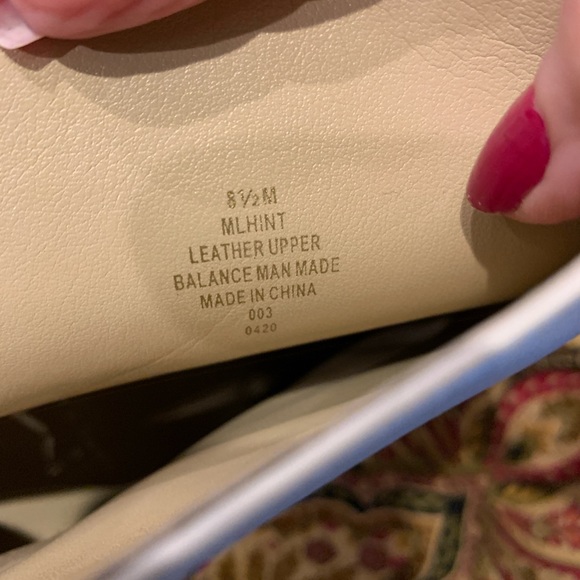 8½M
MLHINT
LEATHER UPPER
BALANCE MAN MADE
MADE IN CHINA
003
0420